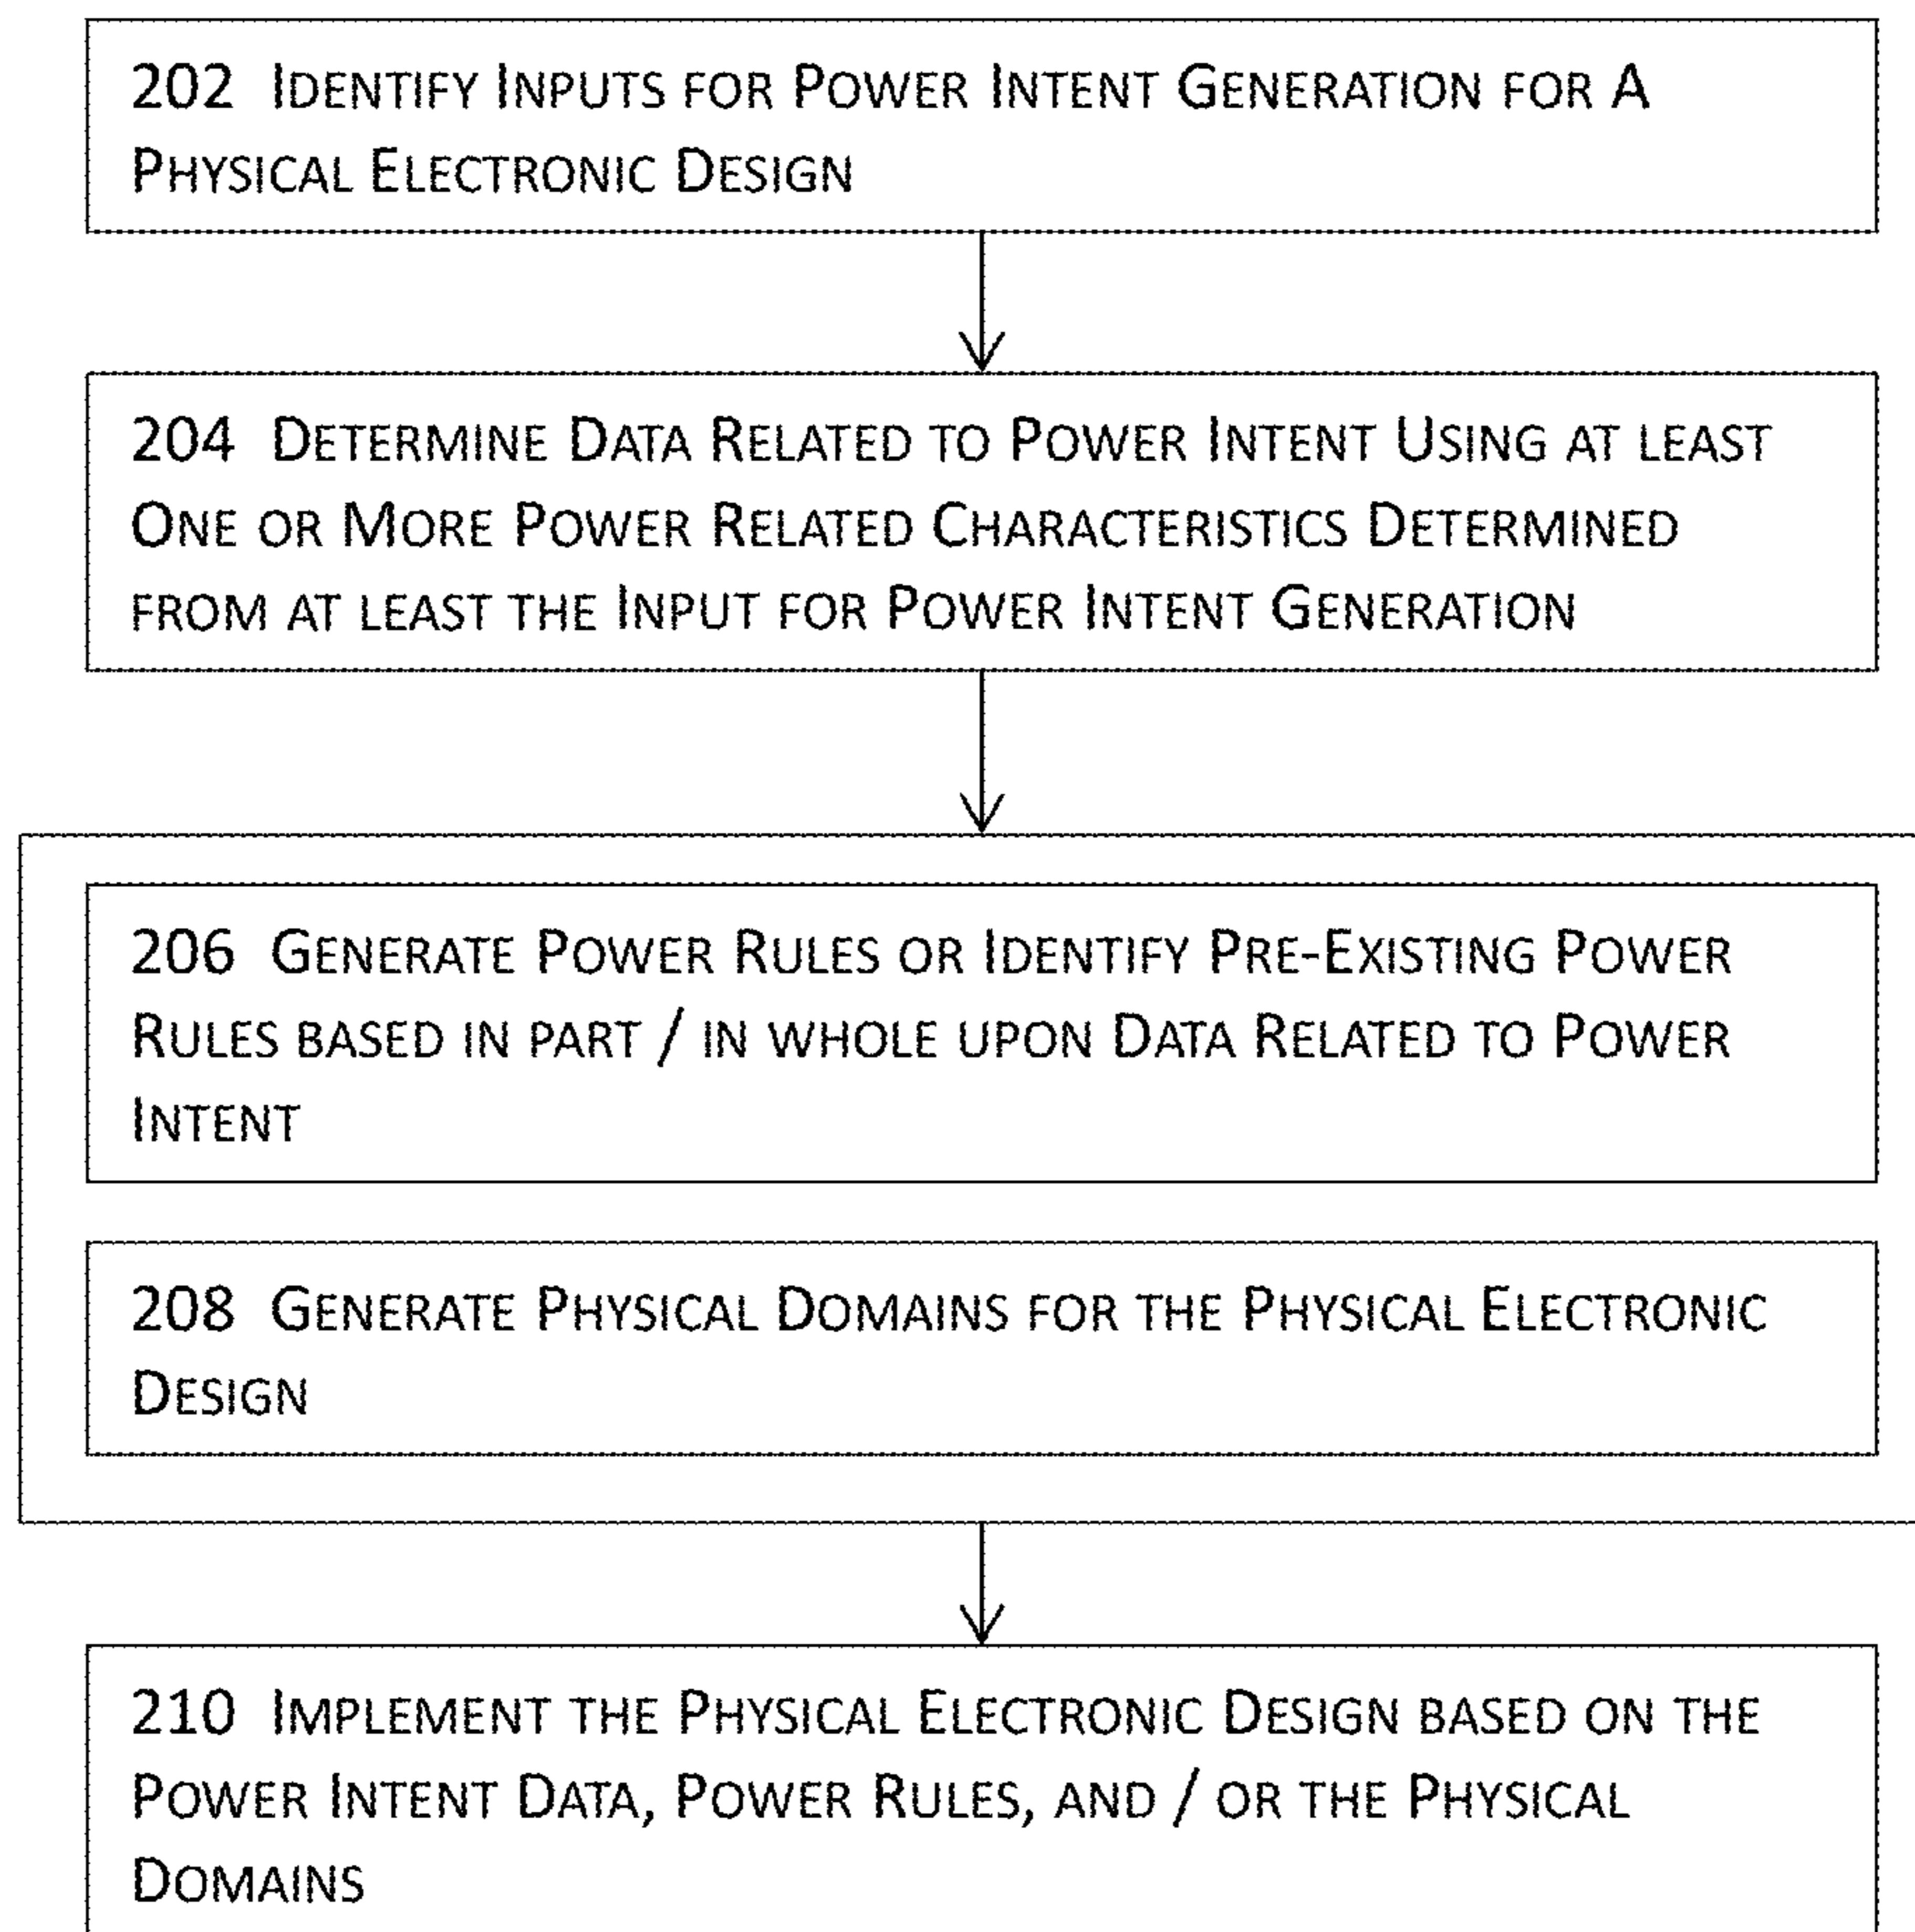 202 Identify Inputs for Power Intent Generation for A
Physical Electronic Design
204 Determine Data Related to Power Intent Using at least
One or More Power Related Characteristics Determined
from at least the Input for Power Intent Generation
206 Generate Power Rules or Identify Pre-Existing Power
Rules based in part / in whole upon Data Related to Power
Intent
208 Generate Physical Domains for the Physical Electronic
Design
210 Implement the Physical Electronic Design based on the
Power Intent Data, Power Rules, and / or the Physical
Domains